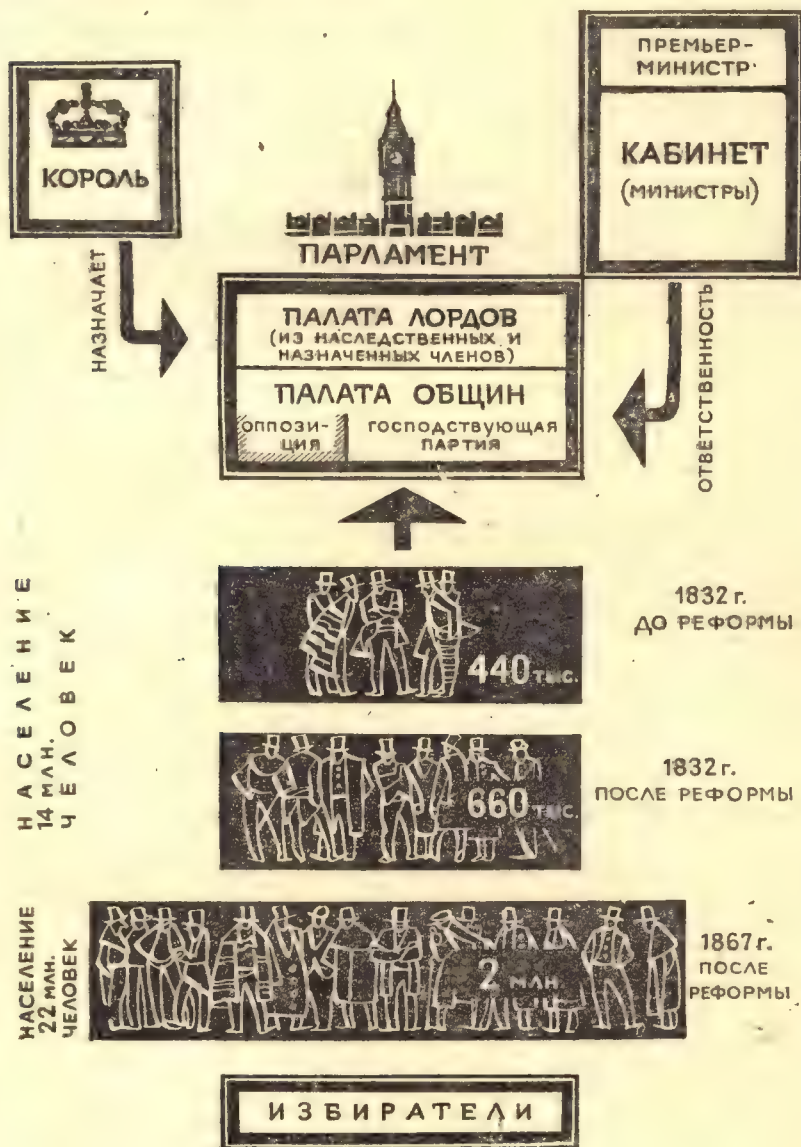 КОРОЛЬ
НАЗНАЧАЕТ
ПАРЛАМЕНТ
ПРЕМЬЕР-
МИНИСТР
КАБИНЕТ
(МИНИСТРЫ)
ОТВЕТСТВЕННОСТЬ
ПАЛАТА ЛОРДОВ
(ИЗ НАСЛЕДСТВЕННЫХ И
НАЗНАЧЕННЫХ ЧЛЕНОВ)
ПАЛАТА ОБЩИН
ОППОЗИ-
ЦИЯ
ГОСПОДСТВУЮЩАЯ
ПАРТИЯ
НАСЕЛЕНИЕ
14 МЛН.
ЧЕЛОВЕК
440 ТЫС.
1832 г.
ДО РЕФОРМЫ
660 ТЫС.
1832 г.
ПОСЛЕ РЕФОРМЫ
НАСЕЛЕНИЕ
22 МЛН.
ЧЕЛОВЕК
2 МЛН
1867 г.
ПОСЛЕ
РЕФОРМЫ
ИЗБИРАТЕЛИ